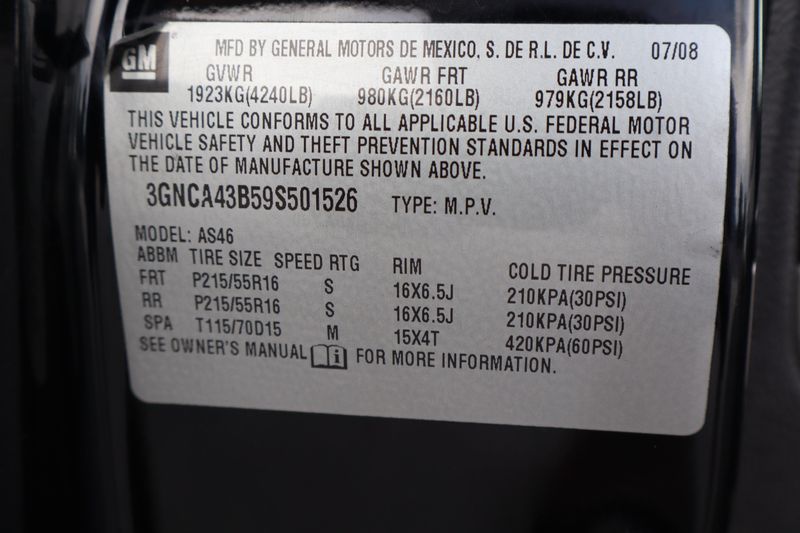 GM
MFD BY GENERAL MOTORS DE MEXICO, S. DE R.L. DE C.V. 07/08
GVWR GAWR FRT GAWR RR
1923KG(4240LB) 980KG(2160LB) 979KG(2158LB)
THIS VEHICLE CONFORMS TO ALL APPLICABLE U.S. FEDERAL MOTOR
VEHICLE SAFETY AND THEFT PREVENTION STANDARDS IN EFFECT ON
THE DATE OF MANUFACTURE SHOWN ABOVE.
3GNCA43B59S501526 TYPE: M.P.V.
MODEL: AS46
ABBM TIRE SIZE SPEED RTG RIM COLD TIRE PRESSURE
FRT P215/55R16 S 16X6.5J 210KPA(30PSI)
RR P215/55R16 S 16X6.5J 210KPA(30PSI)
SPA T115/70D15 M 15X4T 420KPA(60PSI)
SEE OWNER'S MANUAL i FOR MORE INFORMATION.